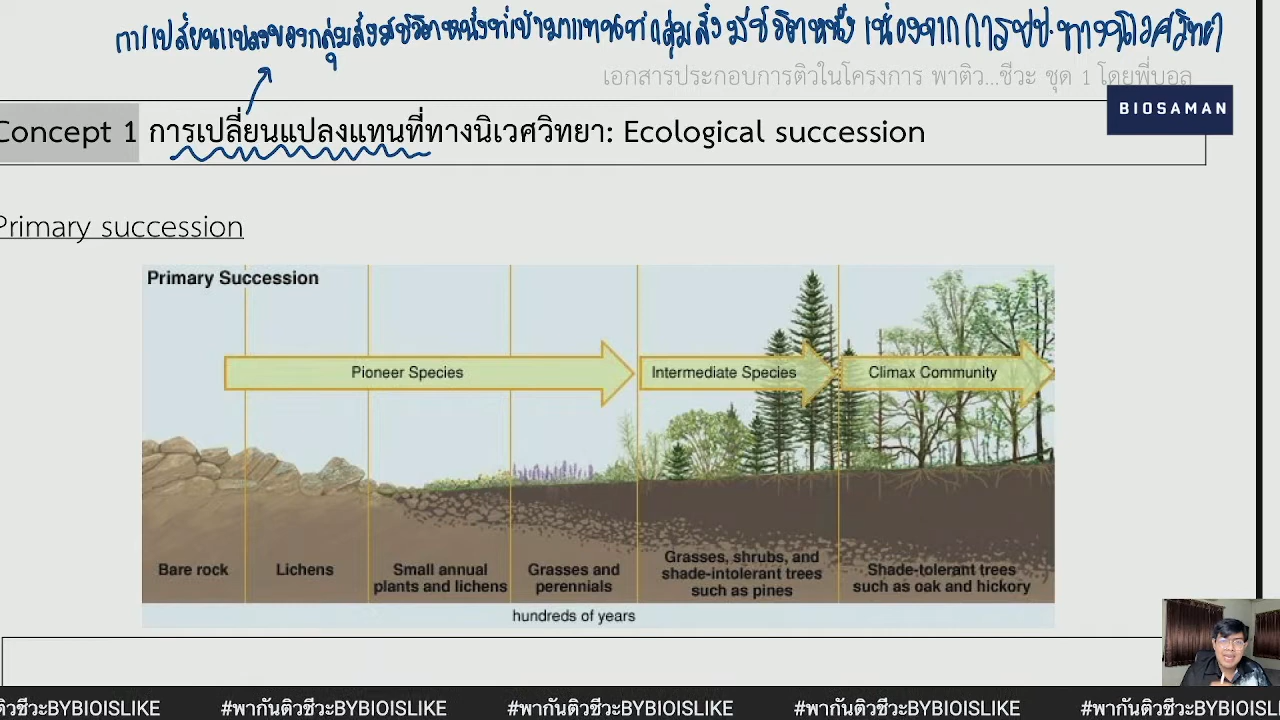 การเปลี่ยนแปลงของกลุ่มสิ่งมีชีวิตหนึ่งที่เข้ามาแทนที่กลุ่มสิ่งมีชีวิตหนึ่ง เนื่องจากการปป.ทางนิเวศวิทยา
เอกสารประกอบการติวในโครงการ พาติว...ชีวะ ชุด 1 โดยพี่บอล
BIOSAMAN
Concept 1 การเปลี่ยนแปลงแทนที่ทางนิเวศวิทยา: Ecological succession
Primary succession
Primary Succession
Pioneer Species Intermediate Species Climax Community
Bare rock
Lichens
Small annual
plants and lichens
Grasses and
perennials
Grasses, shrubs, and
shade-intolerant trees
such as pines
Shade-tolerant trees
such as oak and hickory
hundreds of years
ติวชีวะBYBIOISLIKE #พากันติวชีวะBYBIOISLIKE #พากันติวชีวะBYBIOISLIKE #พากันติวชีวะBYBIOISLIKE #พากันติวชีวะBYBIOISLI